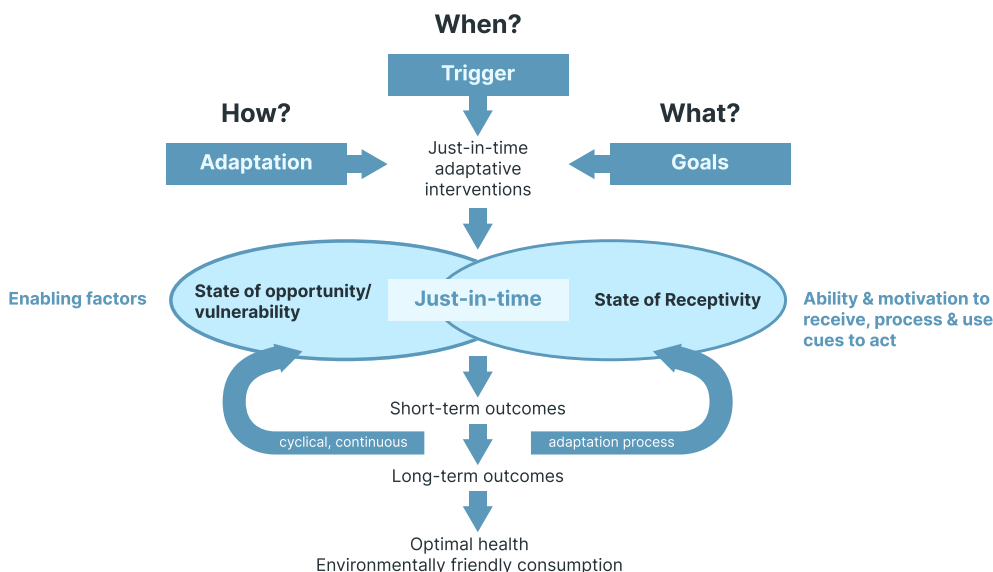 When?
Trigger
How?
What?
Adaptation
Goals
Just-in-time
adaptative
interventions
Enabling factors
State of opportunity/
vulnerability
Just-in-time
State of Receptivity
Ability & motivation to
receive, process & use
cues to act
Short-term outcomes
cyclical, continuous
adaptation process
Long-term outcomes
Optimal health
Environmentally friendly consumption